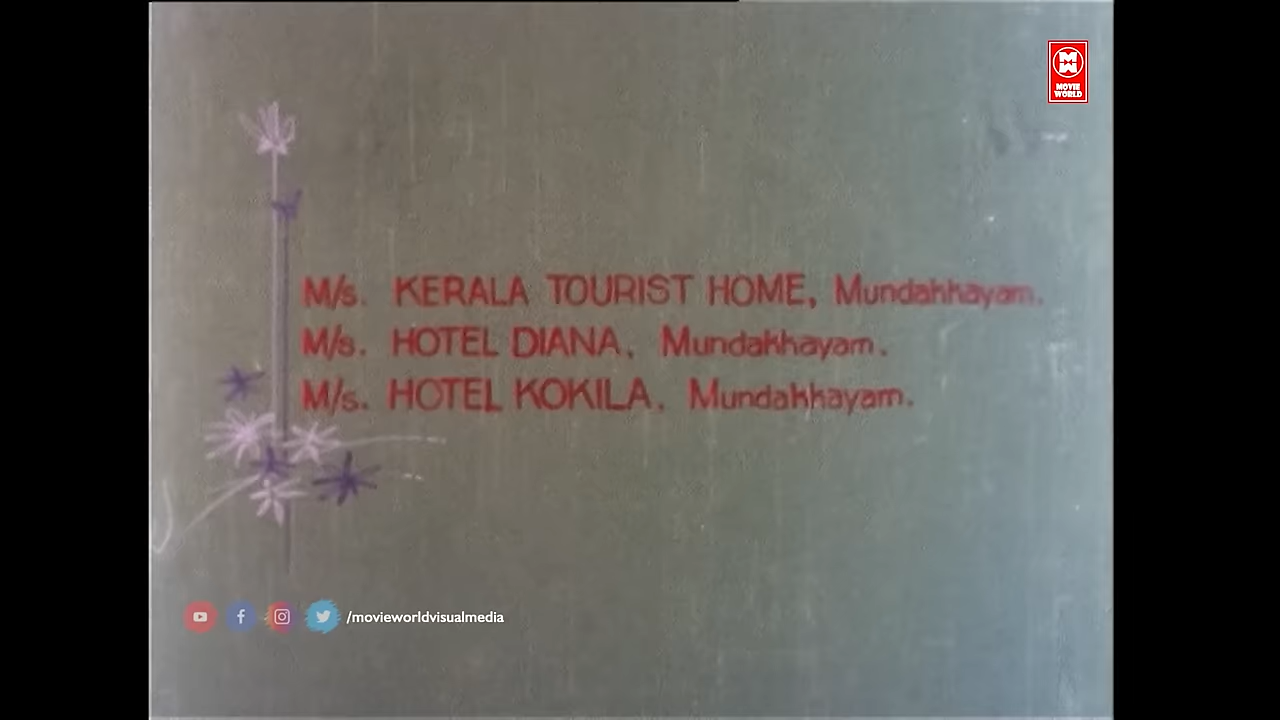 MOVIE
WORLD
M/s. KERALA TOURIST HOME, Mundakkayam.
M/s. HOTEL DIANA, Mundakkayam.
M/s. HOTEL KOKILA, Mundakkayam.
/movieworldvisualmedia